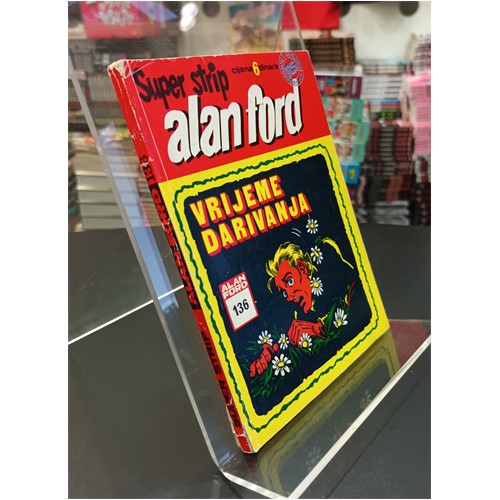 Super strip
cijena 6 dinara
alan ford
VRIJEME
DARIVANJA
ALAN
FORD
136